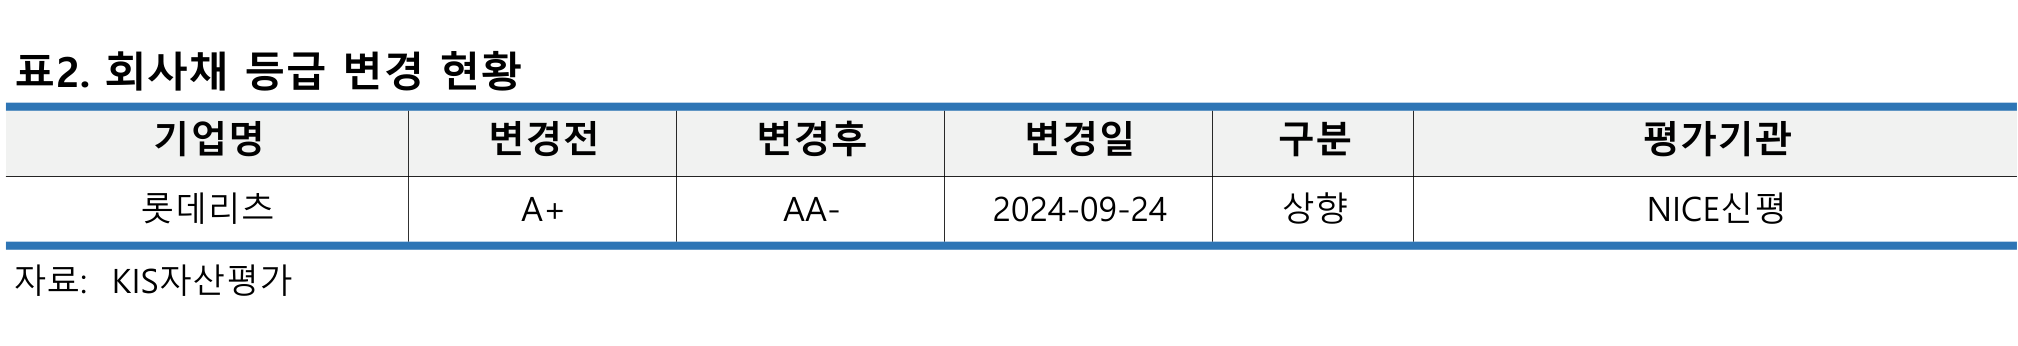 표2. 회사채 등급 변경 현황
기업명 변경전 변경후 변경일 구분 평가기관
롯데리츠 A+ AA- 2024-09-24 상향 NICE신평
자료: KIS자산평가